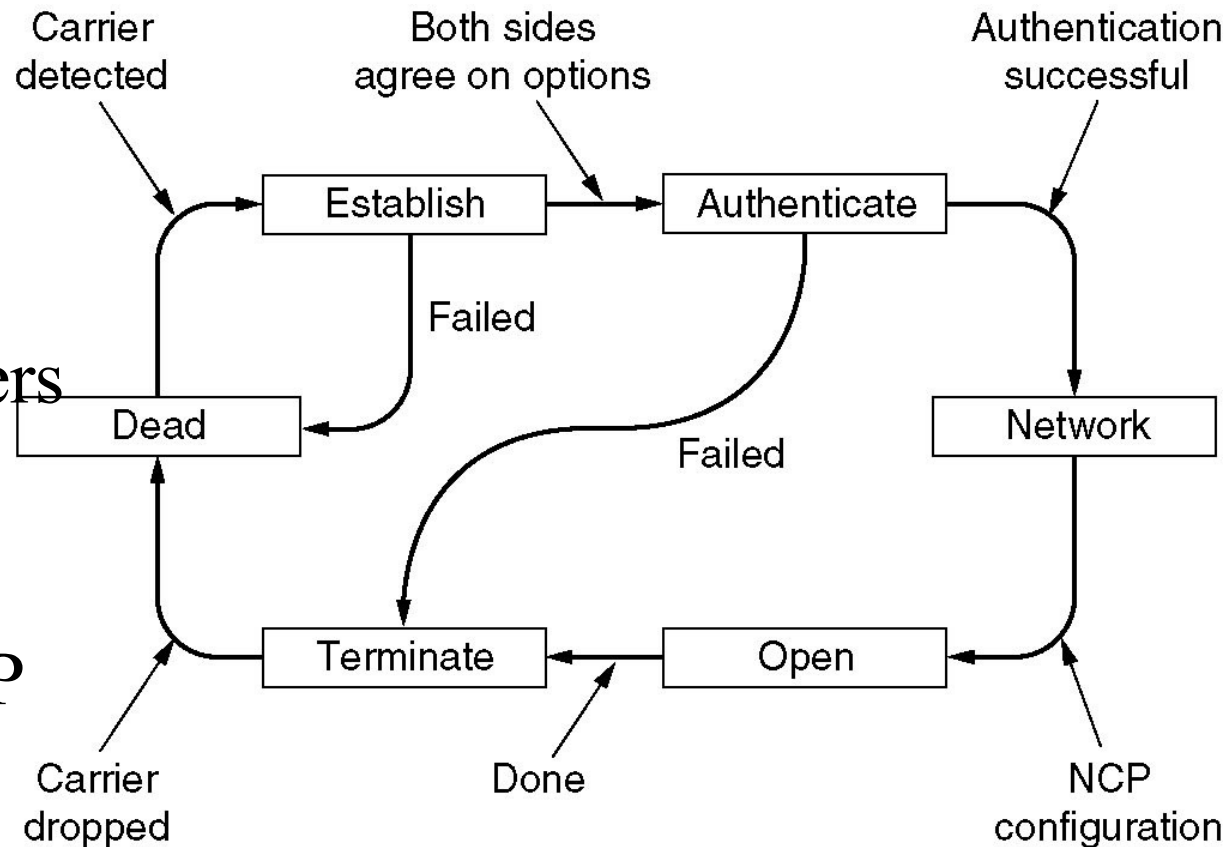 Carrier
detected
Both sides
agree on options
Authentication
successful
Establish
Authenticate
Failed
ers
Dead
Network
Failed
Terminate
Open
P
Carrier
dropped
Done
NCP
configuration